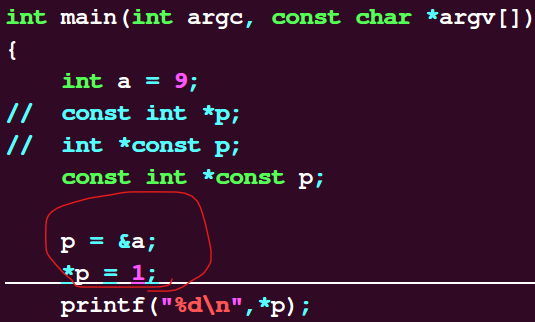 int main(int argc, const char *argv[])
{
    int a = 9;
//  const int *p;
//  int *const p;
    const int *const p;
    p = &a;
    *p = 1;
    printf("%d\n",*p);